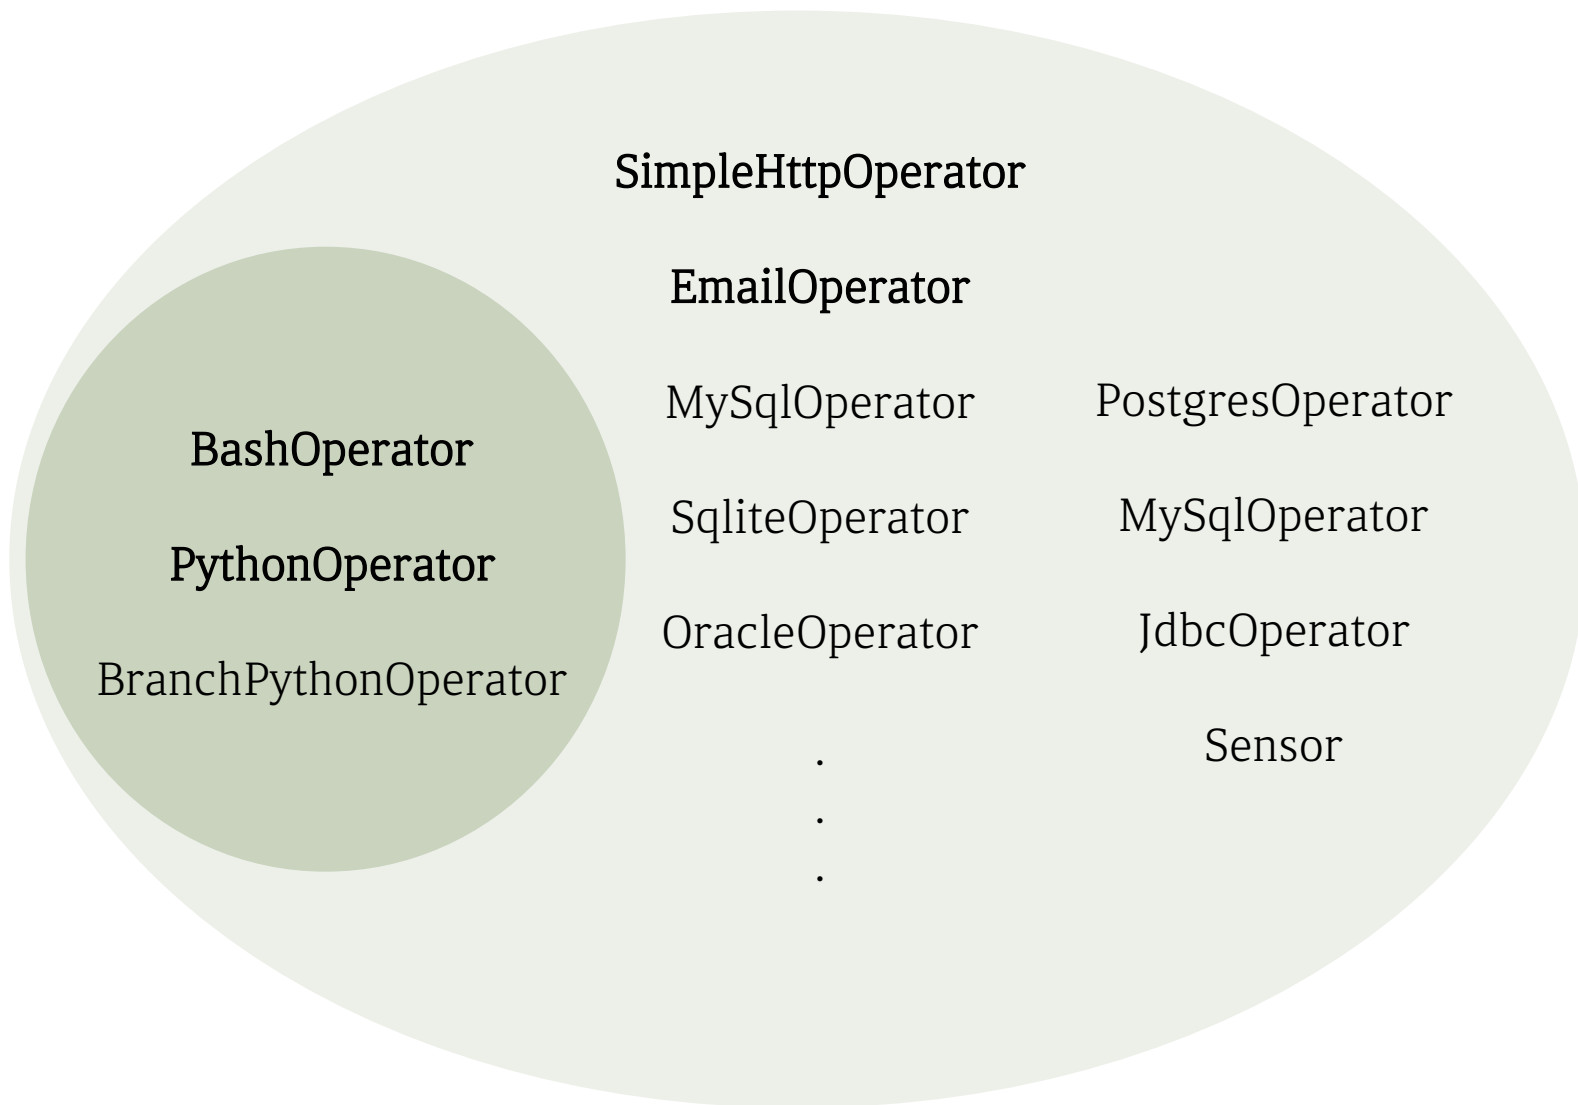 BashOperator
PythonOperator
BranchPythonOperator
SimpleHttpOperator
EmailOperator
MySqlOperator
SqliteOperator
OracleOperator
.
.
.
PostgresOperator
MySqlOperator
JdbcOperator
Sensor